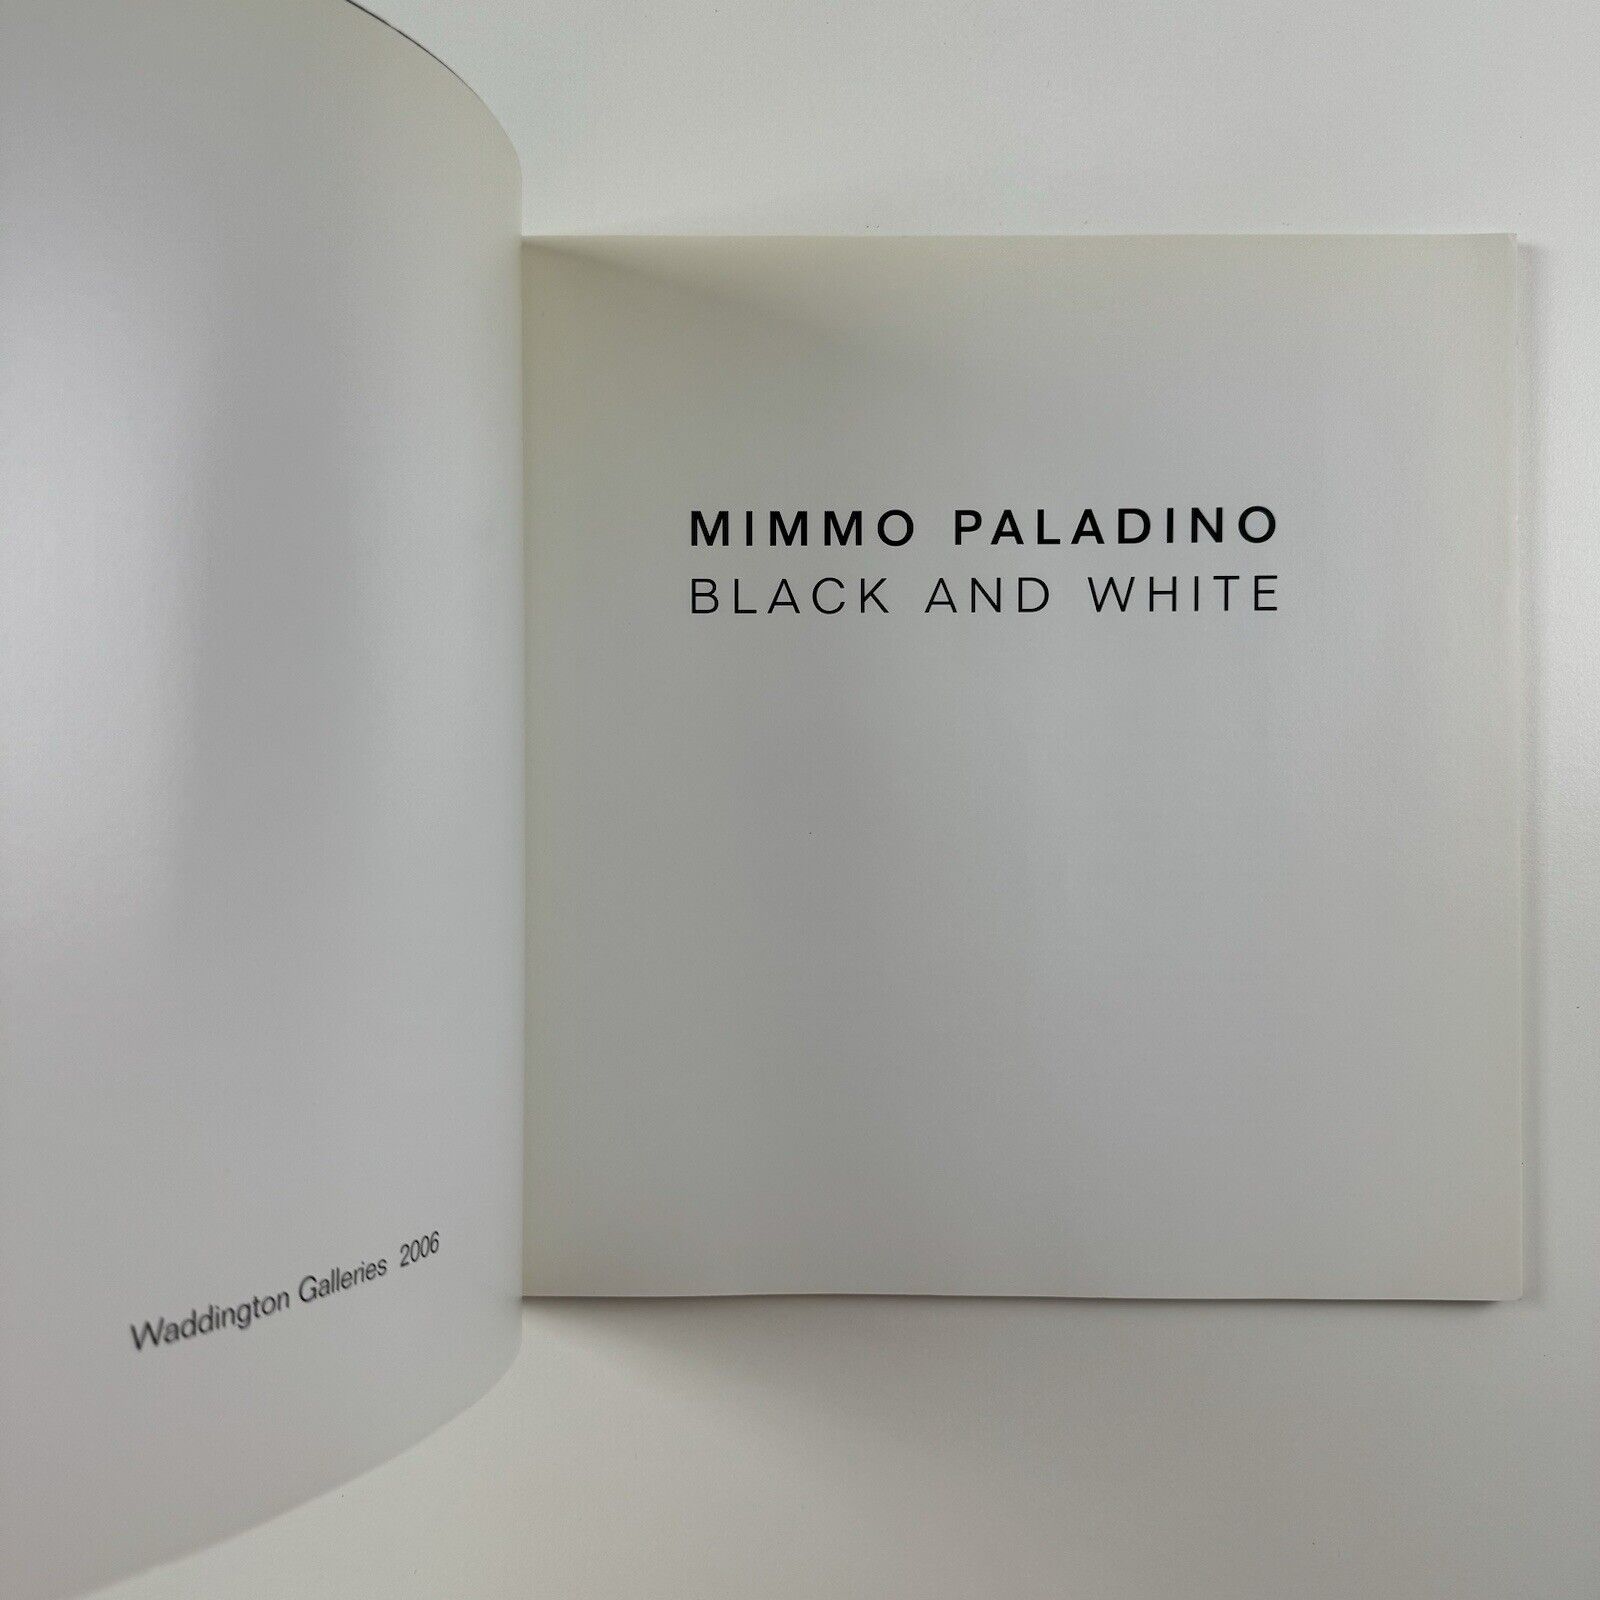 Waddington Galleries 2006
MIMMO PALADINO
BLACK AND WHITE